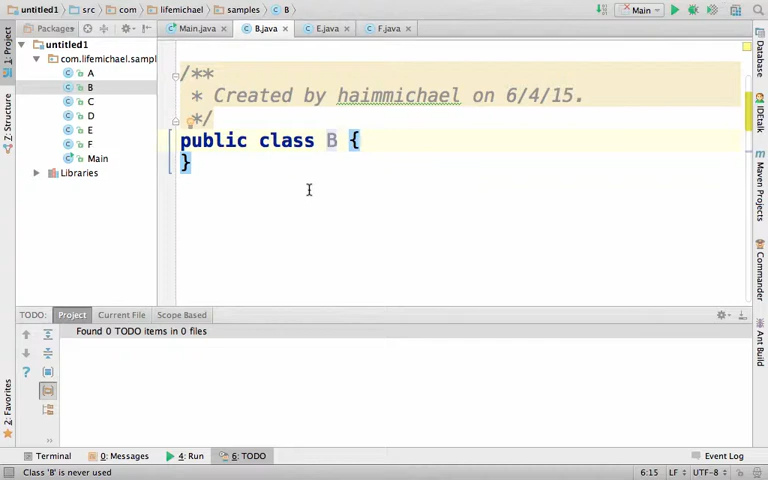 untitled1 src com lifemichael samples B Main
Packages Main.java B.java E.java F.java
untitled1
com.lifemichael.sampl
A
B
C
D
E
F
Main
Libraries
/**
* Created by haimmichael on 6/4/15.
*/
public class B {
}
1: Project
Z: Structure
2: Favorites
Database
IDEtalk
Maven Projects
Commander
Ant Build
TODO: Project Current File Scope Based
Found 0 TODO items in 0 files
Terminal 0: Messages 4: Run 6: TODO Event Log
Class 'B' is never used 6:15 LF UTF-8